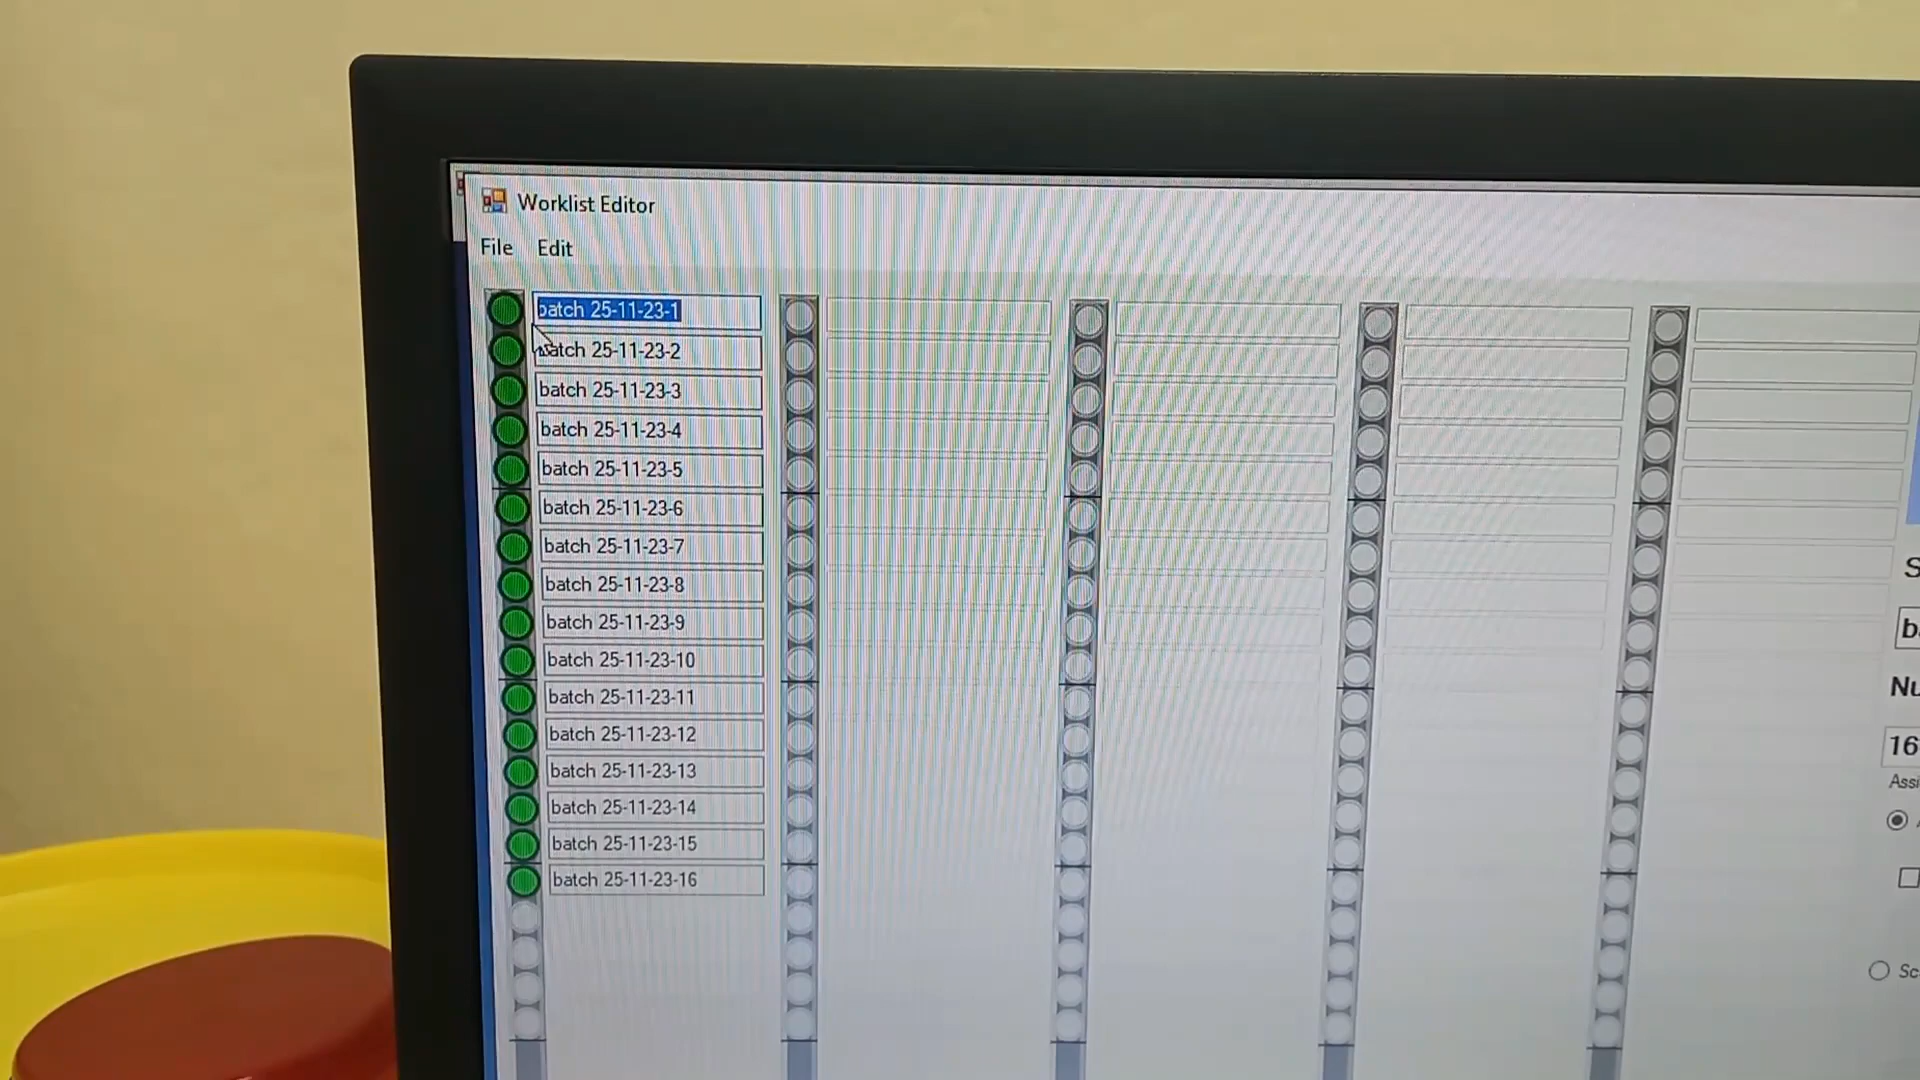 Worklist Editor
File Edit
batch 25-11-23-1
batch 25-11-23-2
batch 25-11-23-3
batch 25-11-23-4
batch 25-11-23-5
batch 25-11-23-6
batch 25-11-23-7
batch 25-11-23-8
batch 25-11-23-9
batch 25-11-23-10
batch 25-11-23-11
batch 25-11-23-12
batch 25-11-23-13
batch 25-11-23-14
batch 25-11-23-15
batch 25-11-23-16
16